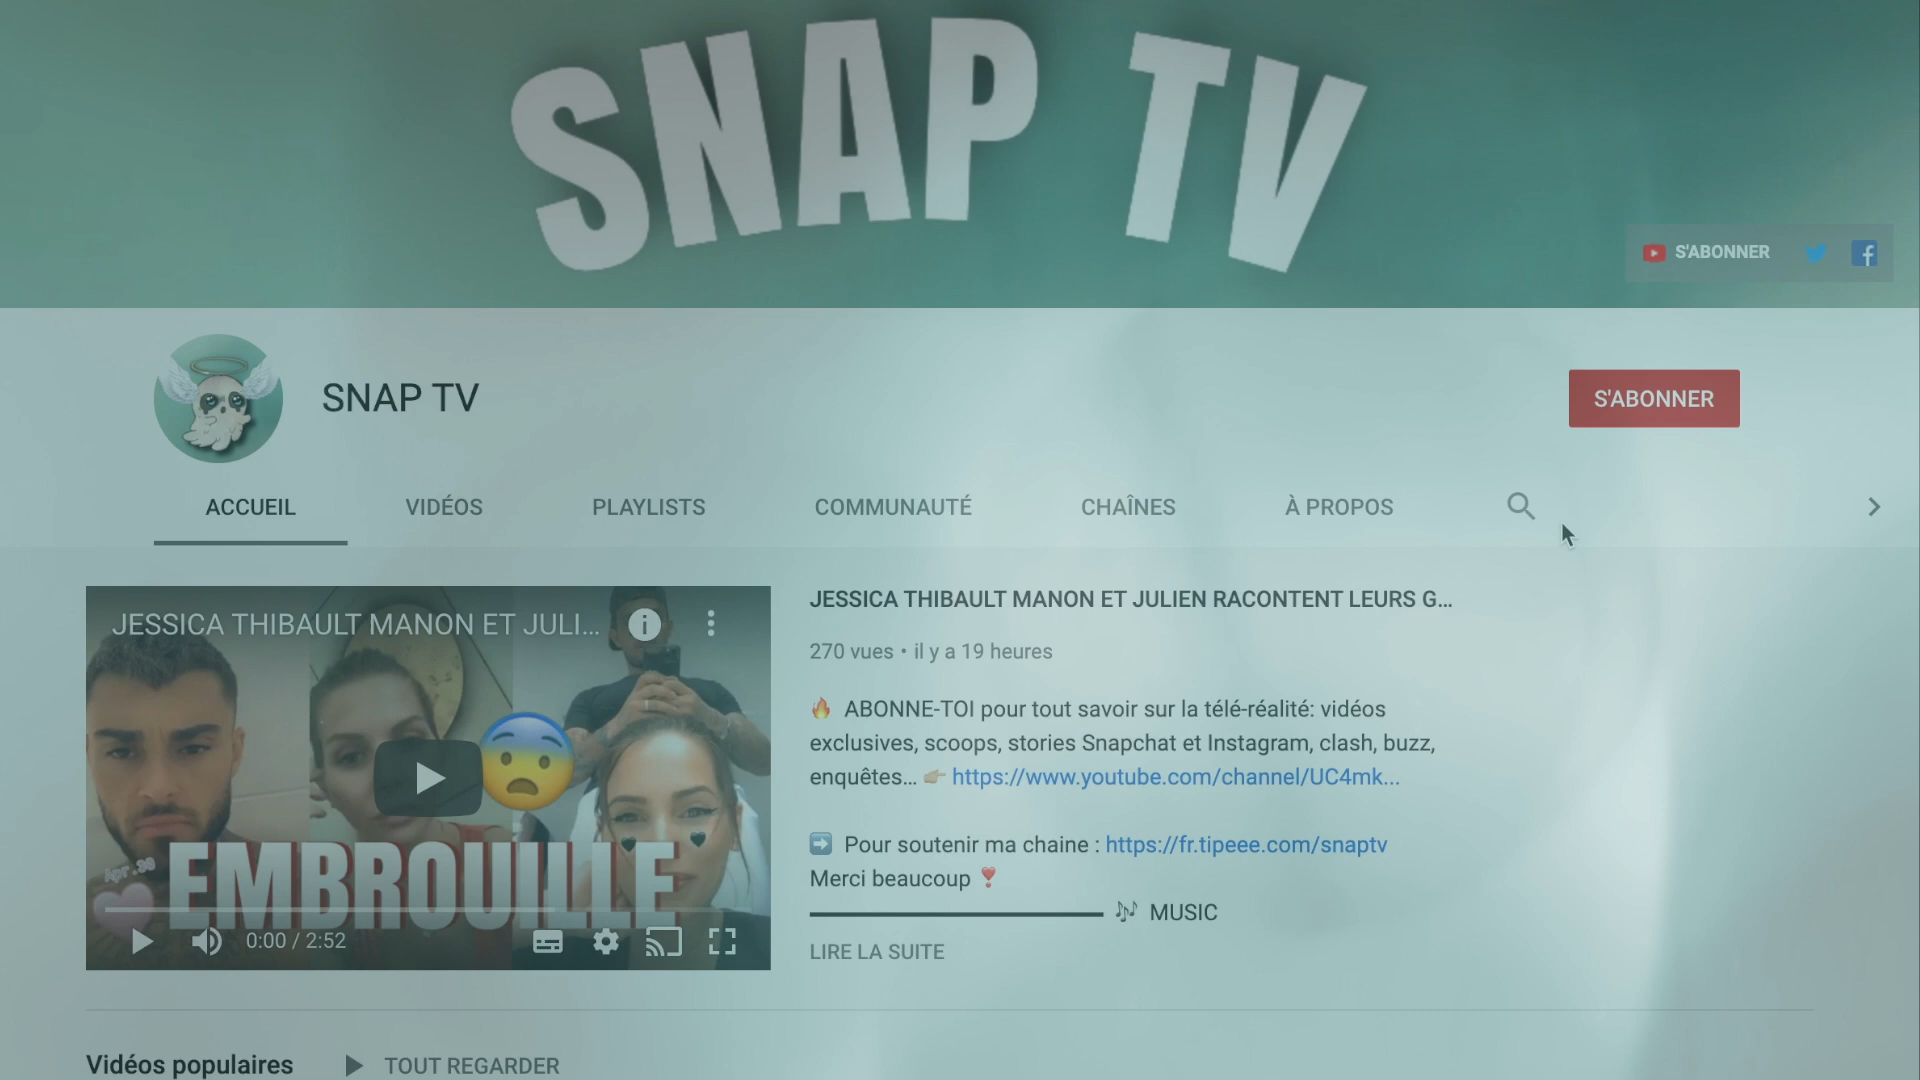 SNAP TV
S'ABONNER
SNAP TV
S'ABONNER
ACCUEIL
VIDÉOS
PLAYLISTS
COMMUNAUTÉ
CHAÎNES
À PROPOS
JESSICA THIBAULT MANON ET JULI...
EMBROUILLE
0:00 / 2:52
JESSICA THIBAULT MANON ET JULIEN RACONTENT LEURS G...
270 vues • il y a 19 heures
🔥 ABONNE-TOI pour tout savoir sur la télé-réalité: vidéos
exclusives, scoops, stories Snapchat et Instagram, clash, buzz,
enquêtes... 👉 https://www.youtube.com/channel/UC4mk...
➡️ Pour soutenir ma chaine : https://fr.tipeee.com/snaptv
Merci beaucoup ❣️
🎶 MUSIC
LIRE LA SUITE
Vidéos populaires
TOUT REGARDER